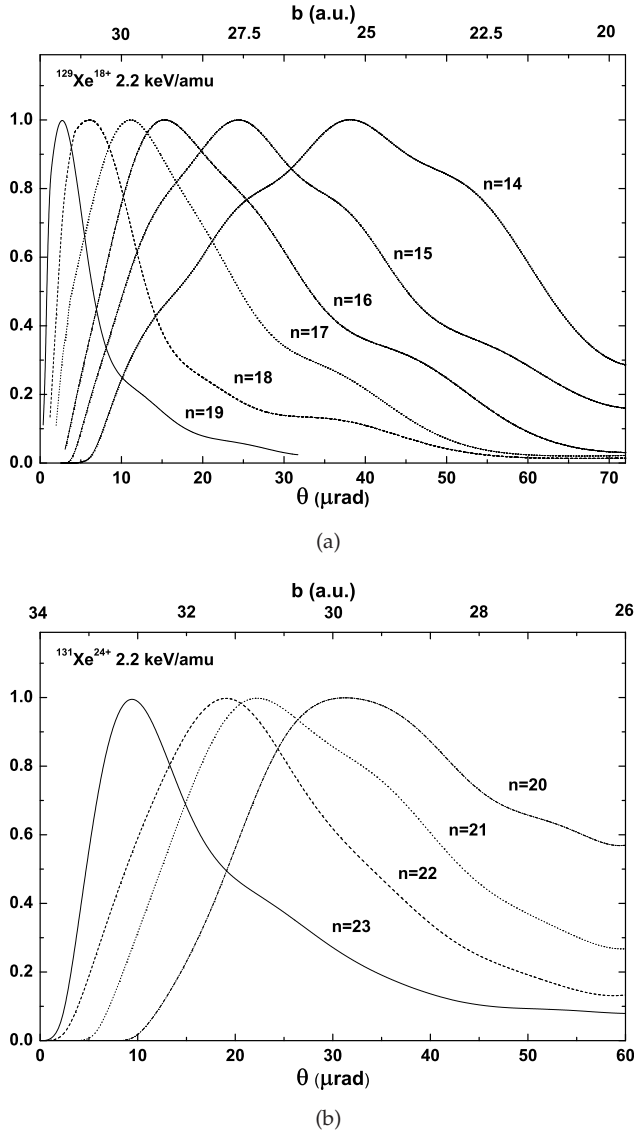 b (a.u.)
30 27.5 25 22.5 20
¹²⁹Xe¹⁸⁺ 2.2 keV/amu
1.0
0.8
0.6
0.4
0.2
0.0
n=14
n=15
n=16
n=17
n=18
n=19
0 10 20 30 40 50 60 70
θ (μrad)
(a)
b (a.u.)
34 32 30 28 26
¹³¹Xe²⁴⁺ 2.2 keV/amu
1.0
0.8
0.6
0.4
0.2
0.0
n=20
n=21
n=22
n=23
0 10 20 30 40 50 60
θ (μrad)
(b)